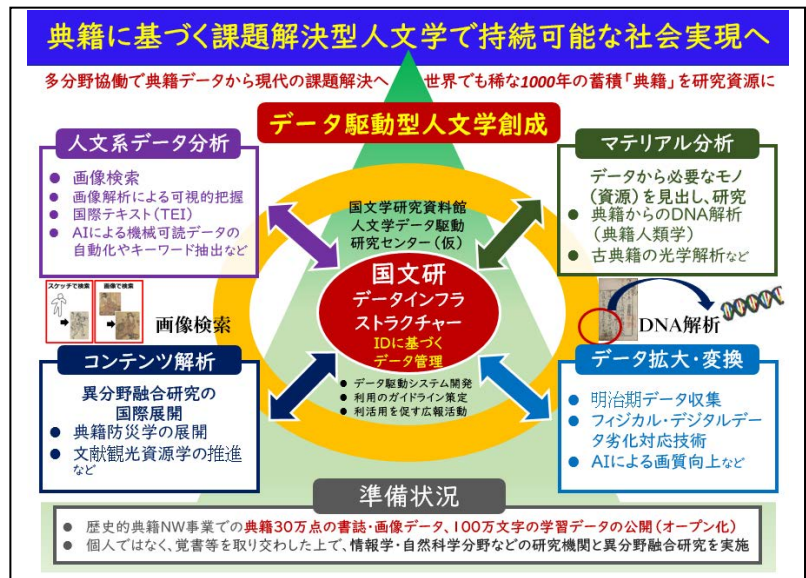 典籍に基づく課題解決型人文学で持続可能な社会実現へ
多分野協働で典籍データから現代の課題解決へ 世界でも稀な1000年の蓄積「典籍」を研究資源に
データ駆動型人文学創成
人文系データ分析
● 画像検索
● 画像解析による可視的把握
● 国際テキスト(TEI)
● AIによる機械可読データの
自動化やキーワード抽出など
マテリアル分析
データから必要なモノ
(資源)を見出し、研究
● 典籍からのDNA解析
(典籍人類学)
● 古典籍の光学解析など
国文学研究資料館
人文学データ駆動
研究センター(仮)
国文研
データインフラ
ストラクチャー
IDに基づく
データ管理
● データ駆動システム開発
● 利用のガイドライン策定
● 利活用を促す広報活動
スケッチで検索
画像で検索
画像検索
DNA解析
コンテンツ解析
異分野融合研究の
国際展開
● 典籍防災学の展開
● 文献観光資源学の推進
など
データ拡大・変換
● 明治期データ収集
● フィジカル・デジタルデー
タ劣化対応技術
● AIによる画質向上など
準備状況
● 歴史的典籍NW事業での典籍30万点の書誌・画像データ、100万文字の学習データの公開(オープン化)
● 個人ではなく、覚書等を取り交わした上で、情報学・自然科学分野などの研究機関と異分野融合研究を実施